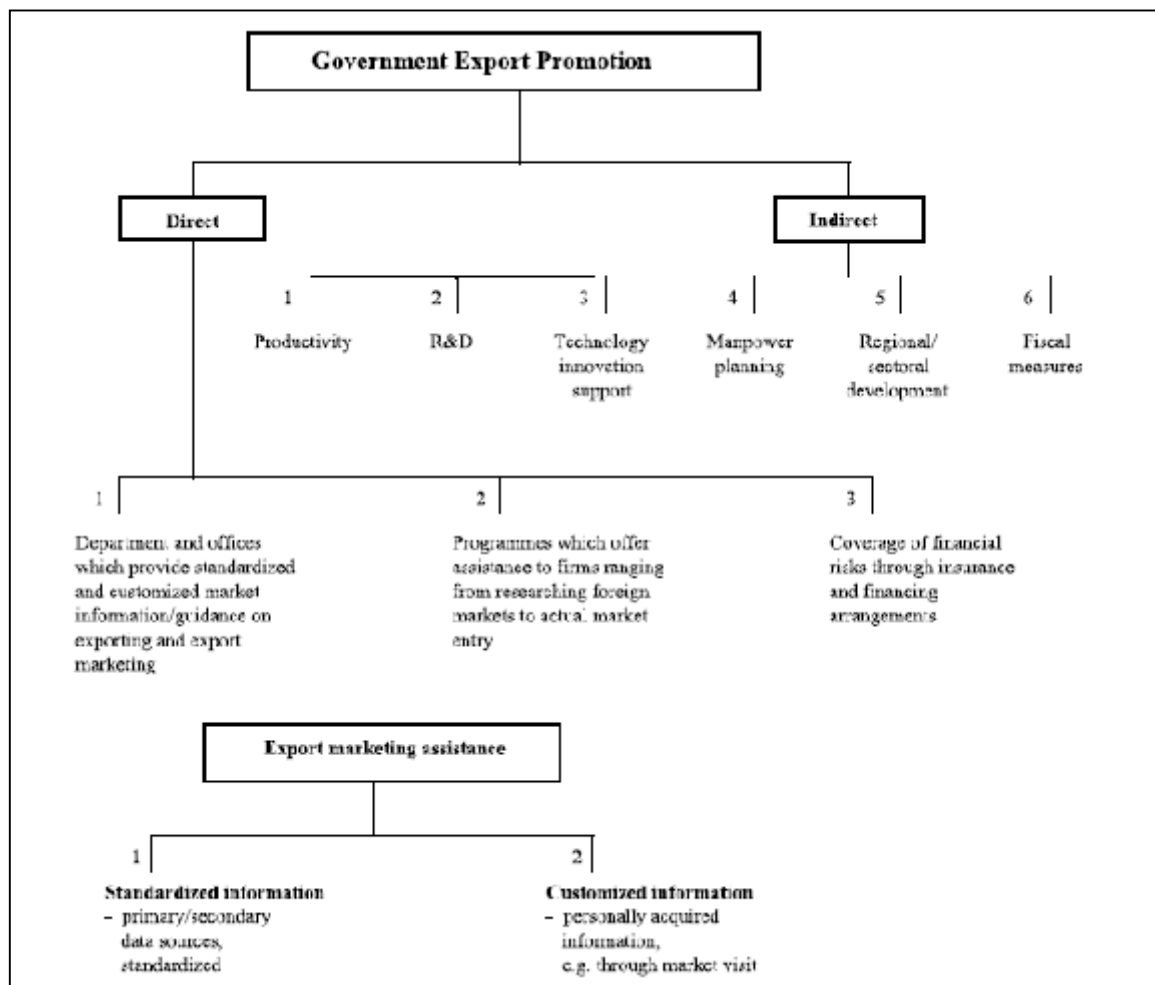 Government Export Promotion
Direct
Indirect
1
2
3
4
5
6
Productivity
R&D
Technology
innovation
support
Manpower
planning
Regional/
sectoral
development
Fiscal
measures
1
2
3
Department and offices
which provide standardized
and customized market
information/guidance on
exporting and export
marketing
Programmes which offer
assistance to firms ranging
from researching foreign
markets to actual market
entry
Coverage of financial
risks through insurance
and financing
arrangements
Export marketing assistance
1
2
Standardized information
– primary/secondary
data sources,
standardized
Customized information
– personally acquired
information,
e.g. through market visit